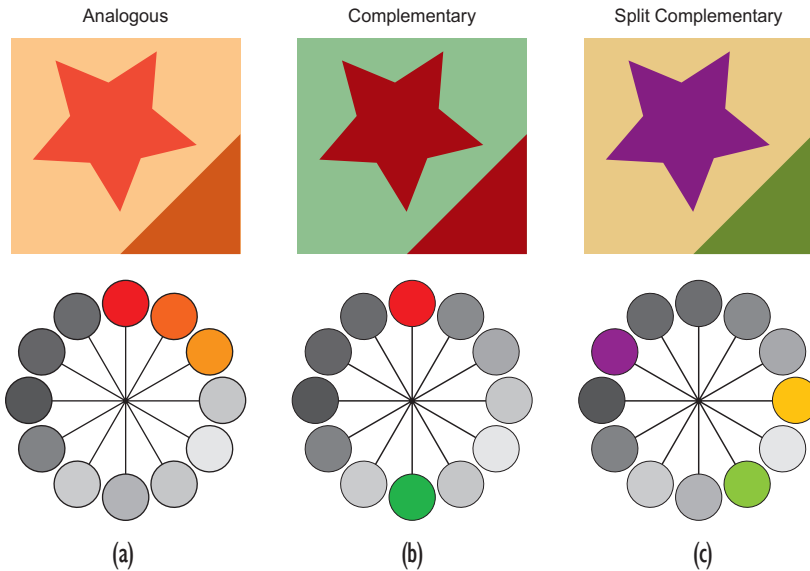 Analogous
Complementary
Split Complementary
(a)
(b)
(c)